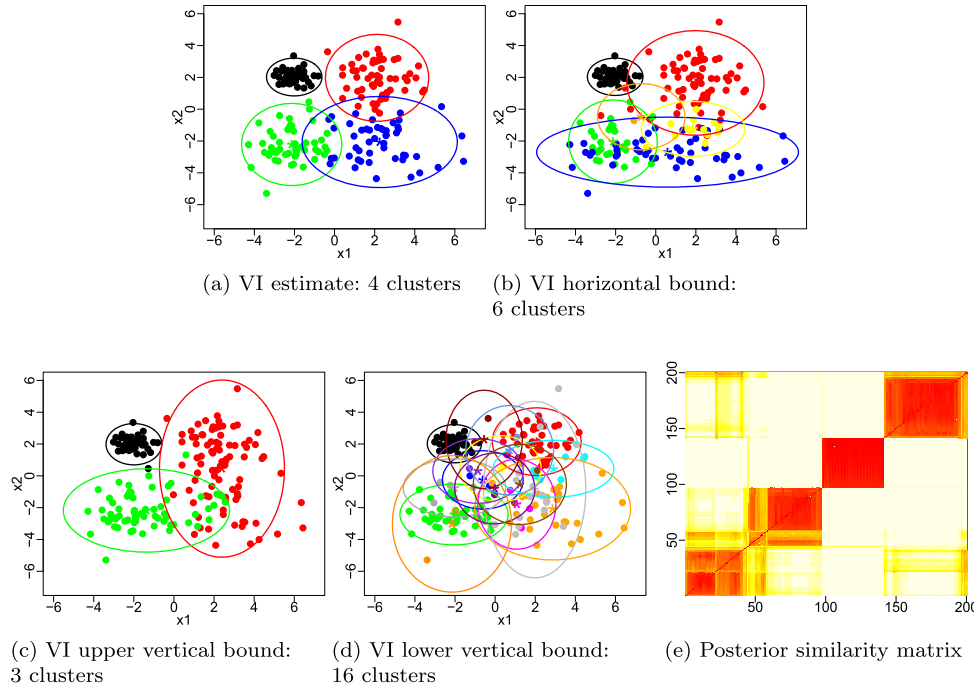 6
4
2
0
−2
−4
−6
x2
−6 −4 −2 0 2 4 6
x1
6
4
2
0
−2
−4
−6
x2
−6 −4 −2 0 2 4 6
x1
(a) VI estimate: 4 clusters
(b) VI horizontal bound:
6 clusters
6
4
2
0
−2
−4
−6
x2
−6 −4 −2 0 2 4 6
x1
6
4
2
0
−2
−4
−6
x2
−6 −4 −2 0 2 4 6
x1
200
150
100
50
50 100 150 200
(c) VI upper vertical bound:
3 clusters
(d) VI lower vertical bound:
16 clusters
(e) Posterior similarity matrix